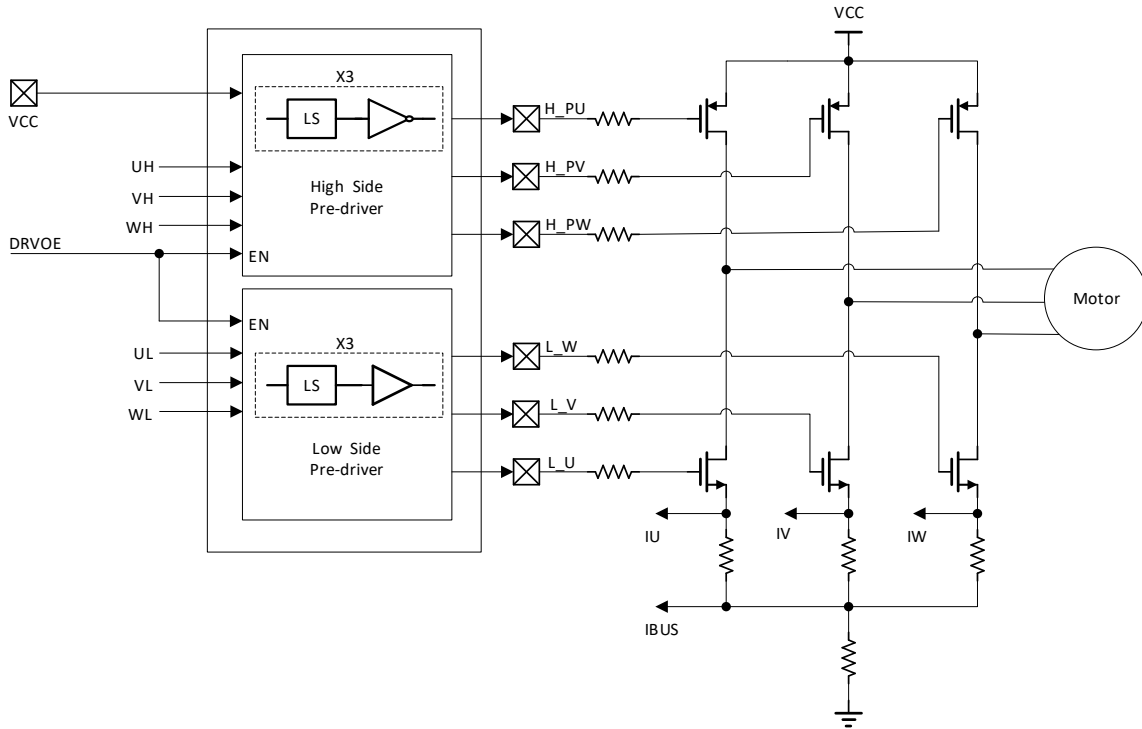 VCC
X3
LS
High Side
Pre-driver
VCC
UH
VH
WH
DRVOE
EN
H_PU
H_PV
H_PW
Motor
EN
X3
LS
UL
VL
WL
Low Side
Pre-driver
L_W
L_V
L_U
IU
IV
IW
IBUS